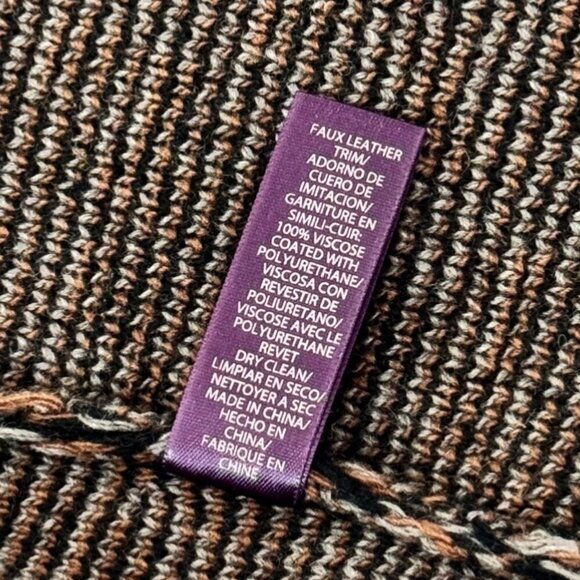 FAUX LEATHER
TRIM/
ADORNO DE
CUERO DE
IMITACION/
GARNITURE EN
SIMILI-CUIR:
100% VISCOSE
COATED WITH
POLYURETHANE/
VISCOSA CON
REVESTIR DE
POLIURETANO/
VISCOSE AVEC LE
POLYURETHANE
REVET
DRY CLEAN/
LIMPIAR EN SECO/
NETTOYER A SEC
MADE IN CHINA/
HECHO EN
CHINA/
FABRIQUE EN
CHINE